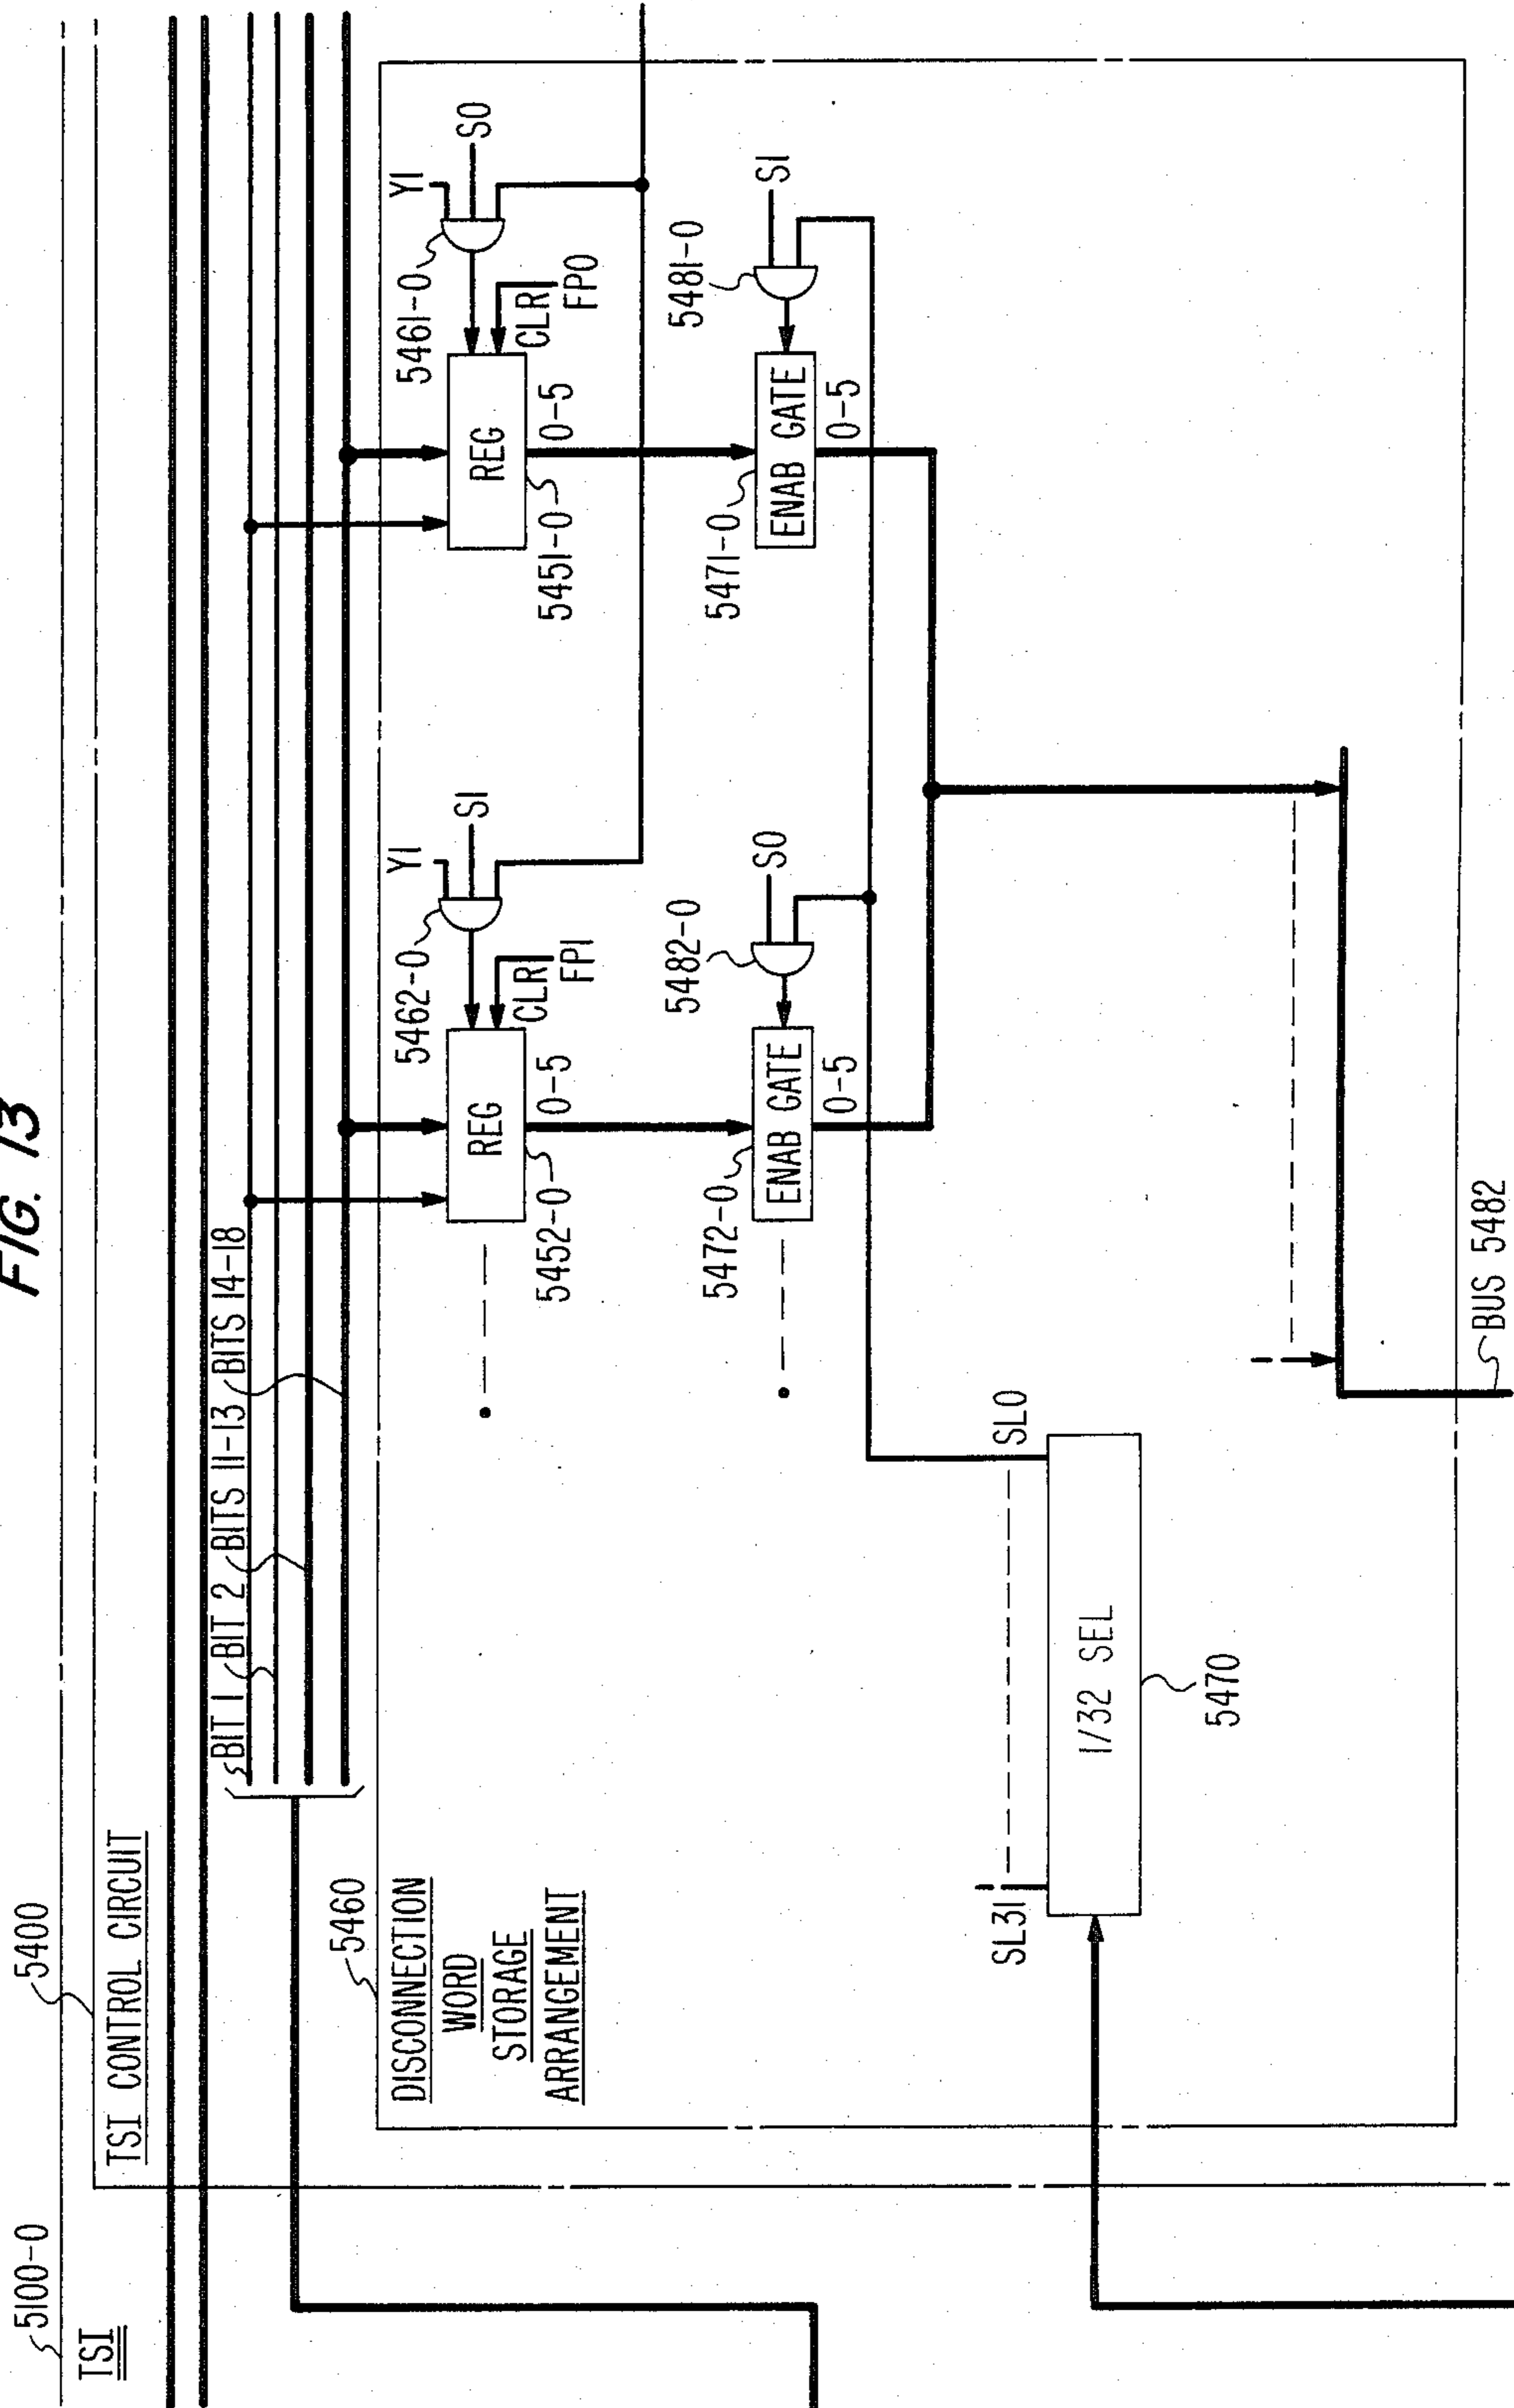 FIG. 13
5100-0
TSI
5400
TSI CONTROL CIRCUIT
BIT 1
BIT 2
BITS 11-13
BITS 14-18
5460
DISCONNECTION
WORD
STORAGE
ARRANGEMENT
Y1
S1
5462-0
CLR
FP1
REG
0-5
5452-0
Y1
S0
5461-0
CLR
FP0
REG
0-5
5451-0
S0
5482-0
ENAB GATE
5472-0
0-5
S1
5481-0
ENAB GATE
5471-0
0-5
SL31
SL0
1/32 SEL
5470
BUS 5482